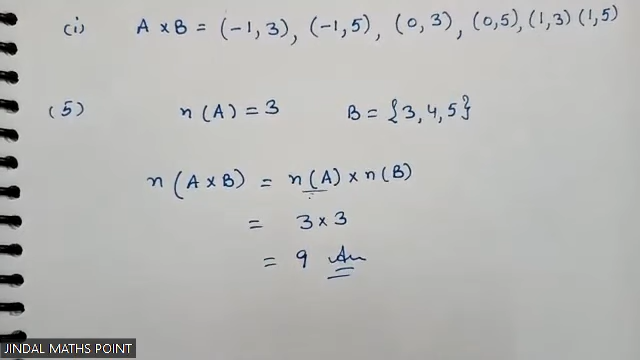 (i) A × B = (-1, 3), (-1, 5), (0, 3), (0, 5), (1, 3) (1, 5)
(5) n (A) = 3 B = {3, 4, 5}
n (A × B) = n (A) × n (B)
= 3 × 3
= 9 An
JINDAL MATHS POINT